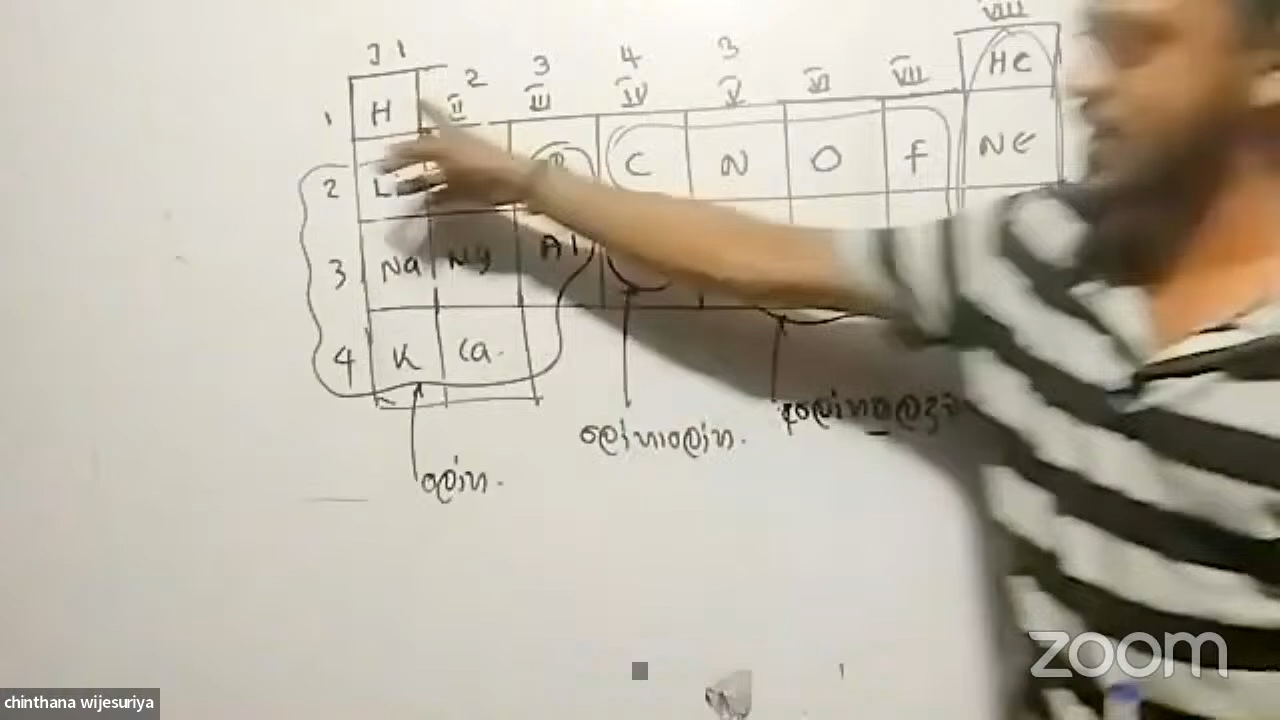 VIII
I 1 2 3 4 3
II III IV V VI VII He
1 H
2 L C N O F Ne
3 Na Mg Al
4 K Ca.
ලෝහාලෝහ.
ලෝහ.
zoom
chinthana wijesuriya